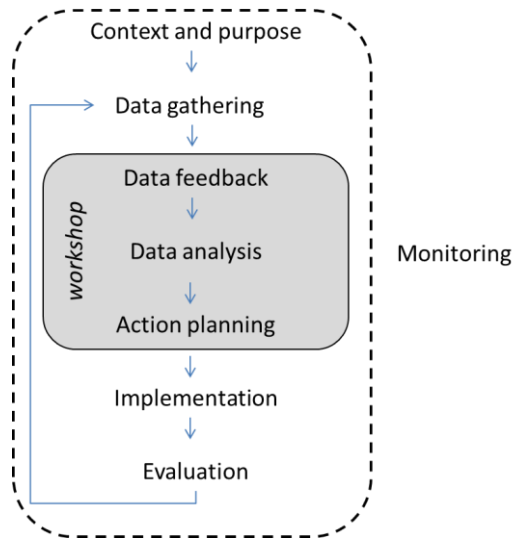 Context and purpose
Data gathering
workshop
Data feedback
Data analysis
Action planning
Monitoring
Implementation
Evaluation